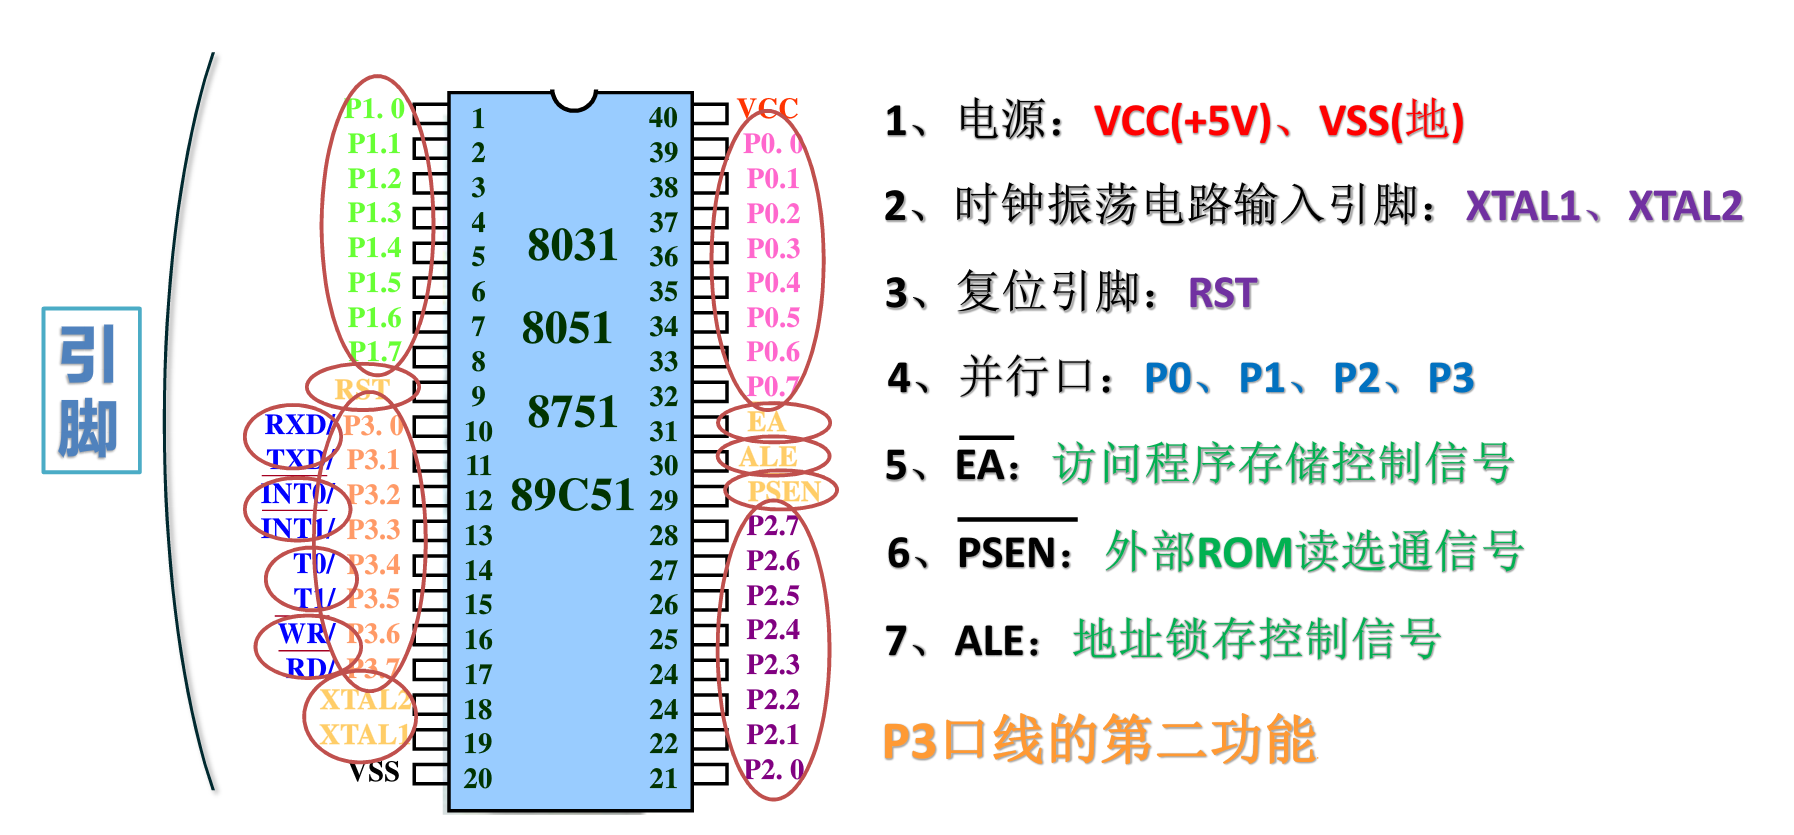 引脚
P1. 0 1 40 VCC
P1.1 2 39 P0. 0
P1.2 3 38 P0.1
P1.3 4 37 P0.2
P1.4 5 36 P0.3
P1.5 6 35 P0.4
P1.6 7 34 P0.5
P1.7 8 33 P0.6
RST 9 32 P0.7
RXD/ P3. 0 10 31 EA
TXD/ P3.1 11 30 ALE
INT0/ P3.2 12 29 PSEN
INT1/ P3.3 13 28 P2.7
T0/ P3.4 14 27 P2.6
T1/ P3.5 15 26 P2.5
WR/ P3.6 16 25 P2.4
RD/ P3.7 17 24 P2.3
XTAL2 18 24 P2.2
XTAL1 19 22 P2.1
VSS 20 21 P2. 0
8031
8051
8751
89C51
1、电源：VCC(+5V)、VSS(地)
2、时钟振荡电路输入引脚：XTAL1、XTAL2
3、复位引脚：RST
4、并行口：P0、P1、P2、P3
5、EA：访问程序存储控制信号
6、PSEN：外部ROM读选通信号
7、ALE：地址锁存控制信号
P3口线的第二功能